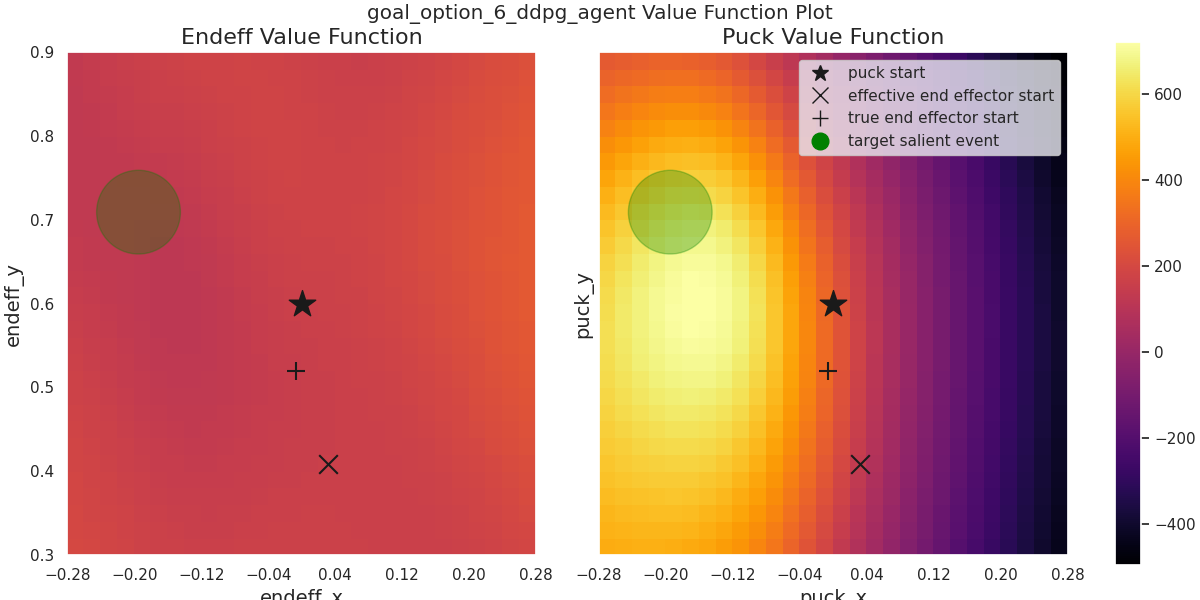 goal_option_6_ddpg_agent Value Function Plot
Endeff Value Function
Puck Value Function
puck start
effective end effector start
true end effector start
target salient event
0.9
0.8
0.7
0.6
0.5
0.4
0.3
endeff_y
−0.28 −0.20 −0.12 −0.04 0.04 0.12 0.20 0.28
endeff_x
puck_y
−0.28 −0.20 −0.12 −0.04 0.04 0.12 0.20 0.28
puck_x
600
400
200
0
−200
−400